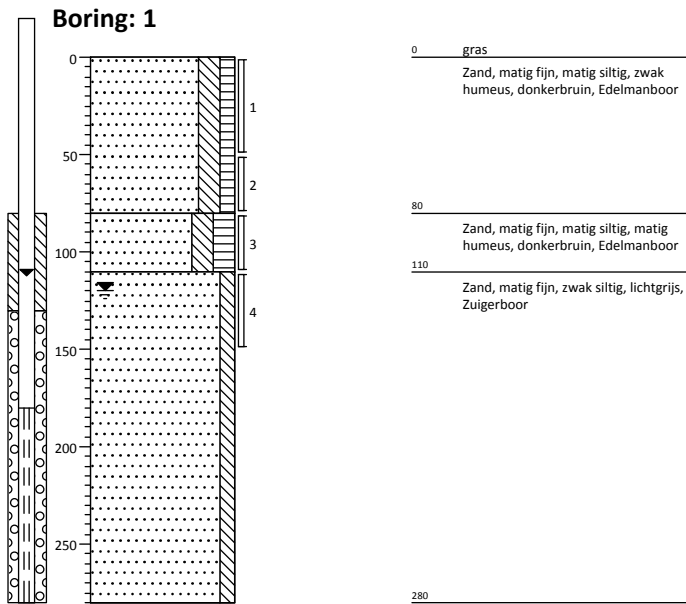 Boring: 1
0
50
100
150
200
250
1
2
3
4
0 gras
Zand, matig fijn, matig siltig, zwak
humeus, donkerbruin, Edelmanboor
80
Zand, matig fijn, matig siltig, matig
humeus, donkerbruin, Edelmanboor
110
Zand, matig fijn, zwak siltig, lichtgrijs,
Zuigerboor
280